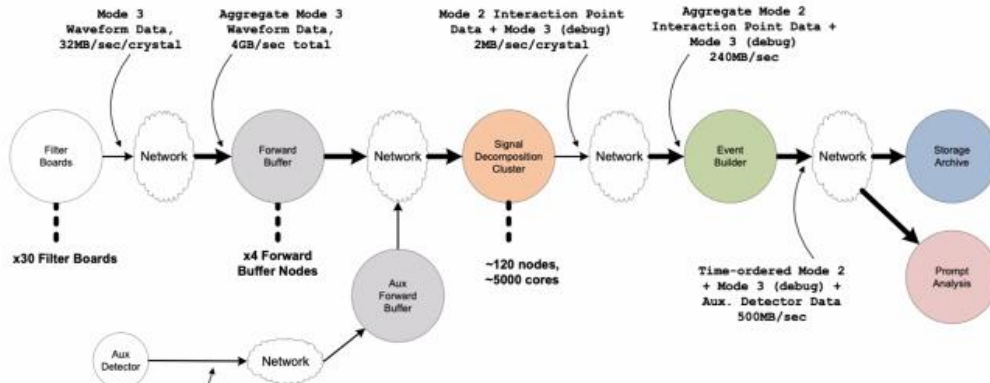 Mode 3
Waveform Data,
32MB/sec/crystal
Aggregate Mode 3
Waveform Data,
4GB/sec total
Mode 2 Interaction Point
Data + Mode 3 (debug)
2MB/sec/crystal
Aggregate Mode 2
Interaction Point Data +
Mode 3 (debug)
240MB/sec
Filter
Boards
Network
Forward
Buffer
Network
Signal
Decomposition
Cluster
Network
Event
Builder
Network
Storage
Archive
x30 Filter Boards
x4 Forward
Buffer Nodes
~120 nodes,
~5000 cores
Aux
Forward
Buffer
Time-ordered Mode 2
+ Mode 3 (debug) +
Aux. Detector Data
500MB/sec
Prompt
Analysis
Aux
Detector
Network